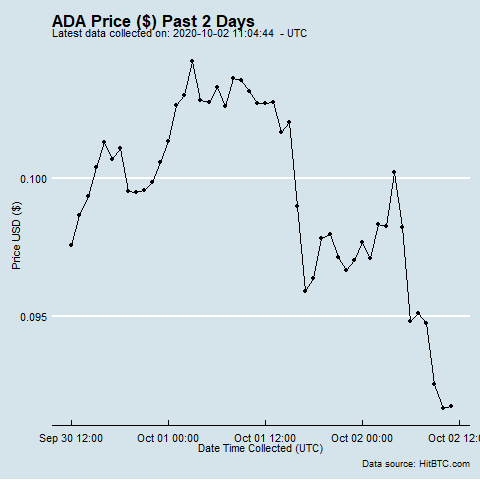 ADA Price ($) Past 2 Days
Latest data collected on: 2020-10-02 11:04:44 - UTC
0.100
0.095
Price USD ($)
Sep 30 12:00 Oct 01 00:00 Oct 01 12:00 Oct 02 00:00 Oct 02 12:
Date Time Collected (UTC)
Data source: HitBTC.com